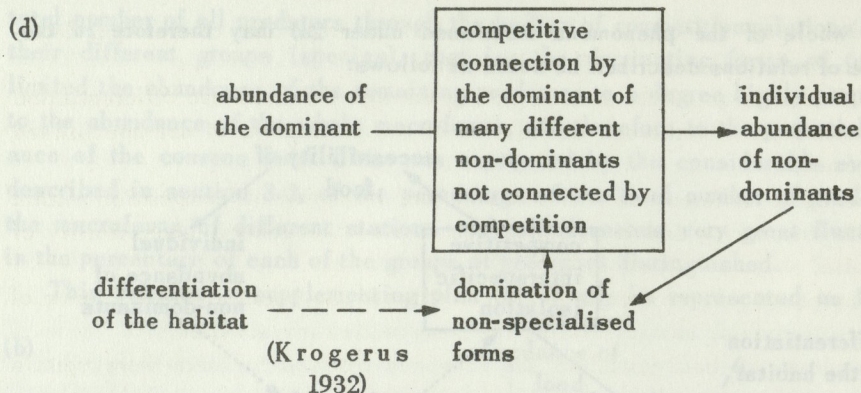 (d)
competitive
connection by
the dominant of
many different
non-dominants
not connected by
competition
abundance of
the dominant
individual
abundance
of non-
dominants
differentiation
of the habitat
dominatic of
non-specialised
forms
(Krogerus
1932)